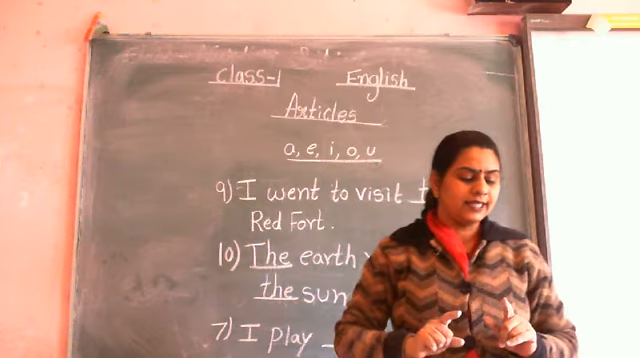 Class-1 English
Articles
a, e, i, o, u
9) I went to visit
Red Fort.
10) The earth
the sun
7) I play